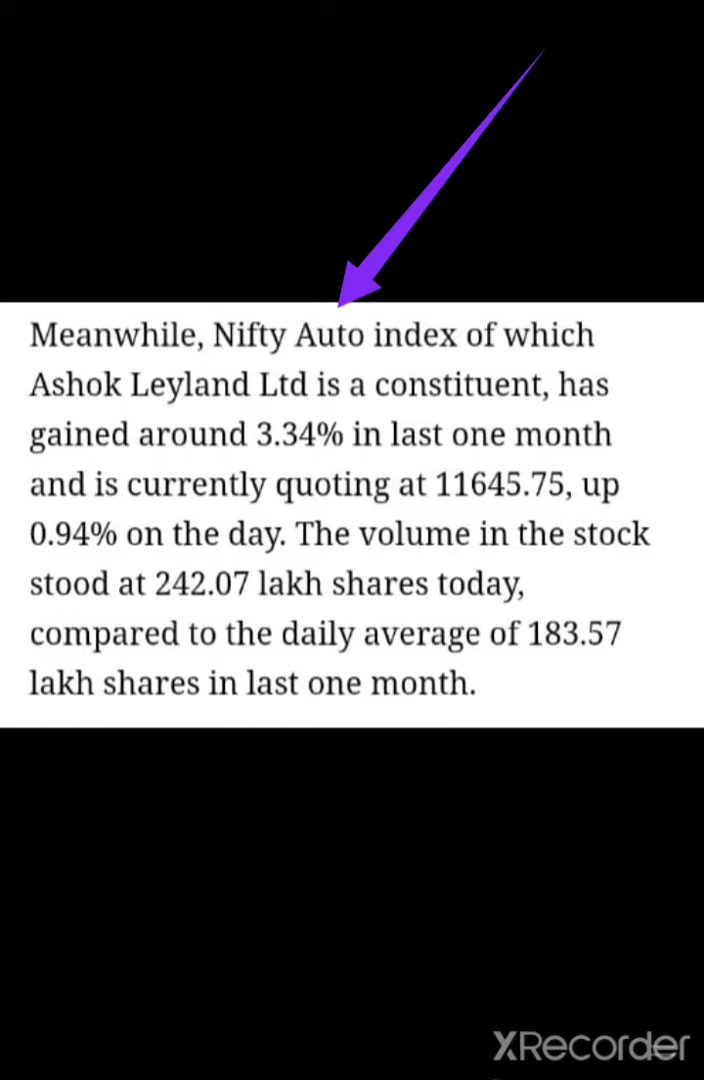 Meanwhile, Nifty Auto index of which
Ashok Leyland Ltd is a constituent, has
gained around 3.34% in last one month
and is currently quoting at 11645.75, up
0.94% on the day. The volume in the stock
stood at 242.07 lakh shares today,
compared to the daily average of 183.57
lakh shares in last one month.
XRecorder